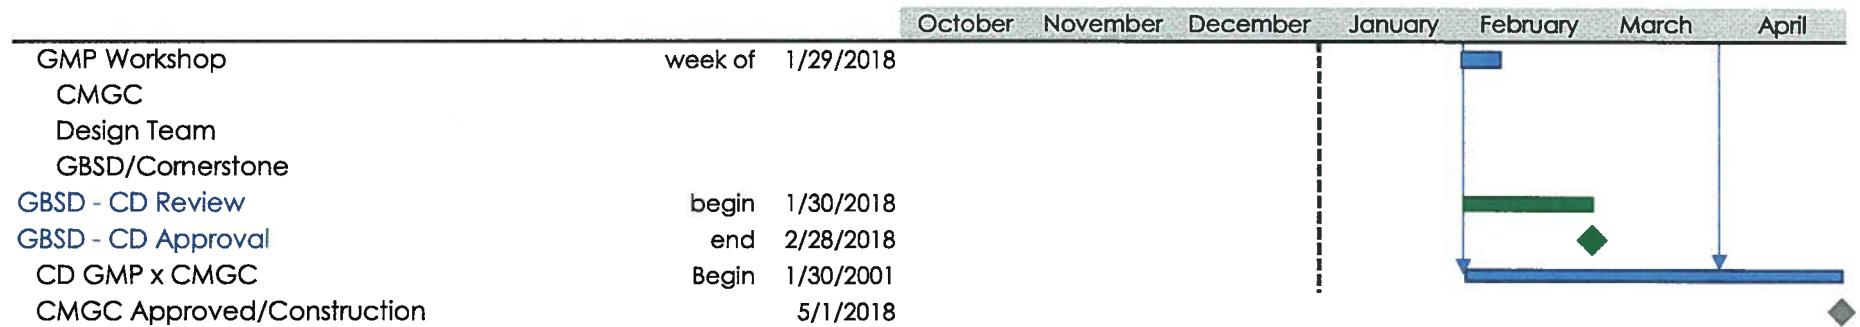 October November December January February March April
GMP Workshop week of 1/29/2018
CMGC
Design Team
GBSD/Cornerstone
GBSD - CD Review begin 1/30/2018
GBSD - CD Approval end 2/28/2018
CD GMP x CMGC Begin 1/30/2001
CMGC Approved/Construction 5/1/2018